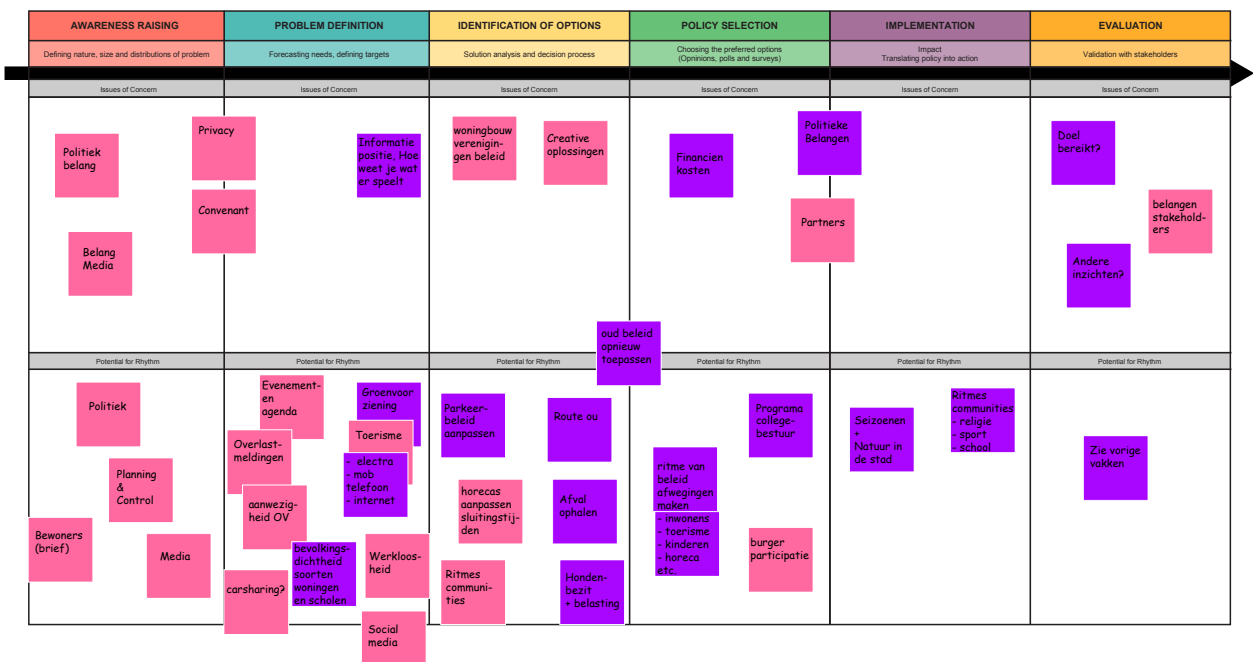 AWARENESS RAISING
PROBLEM DEFINITION
IDENTIFICATION OF OPTIONS
POLICY SELECTION
IMPLEMENTATION
EVALUATION
Defining nature, size and distributions of problem
Forecasting needs, defining targets
Solution analysis and decision process
Choosing the preferred options
(Opninions, polls and surveys)
Impact
Translating policy into action
Validation with stakeholders
Issues of Concern
Issues of Concern
Issues of Concern
Issues of Concern
Issues of Concern
Issues of Concern
Politiek
belang
Privacy
Convenant
Belang
Media
Informatie
positie, Hoe
weet je wat
er speelt
woningbouw
verenigin-
gen beleid
Creative
oplossingen
Financien
kosten
Politieke
Belangen
Partners
Doel
bereikt?
belangen
stakehold-
ers
Andere
inzichten?
oud beleid
opnieuw
toepassen
Potential for Rhythm
Potential for Rhythm
Potential for Rhythm
Potential for Rhythm
Potential for Rhythm
Potential for Rhythm
Politiek
Planning
&
Control
Bewoners
(brief)
Media
Evenement-
en
agenda
Groenvoor
ziening
Overlast-
meldingen
Toerisme
- electra
- mob
telefoon
- internet
aanwezig-
heid OV
bevolkings-
dichtheid
soorten
woningen
en scholen
Werkloos-
heid
carsharing?
Social
media
Parkeer-
beleid
aanpassen
Route ou
horecas
aanpassen
sluitingstij-
den
Afval
ophalen
Ritmes
communi-
ties
Honden-
bezit
+ belasting
Programa
college-
bestuur
ritme van
beleid
afwegingen
maken
- inwonens
- toerisme
- kinderen
- horeca
etc.
burger
participatie
Seizoenen
+
Natuur in
de stad
Ritmes
communities
- religie
- sport
- school
Zie vorige
vakken